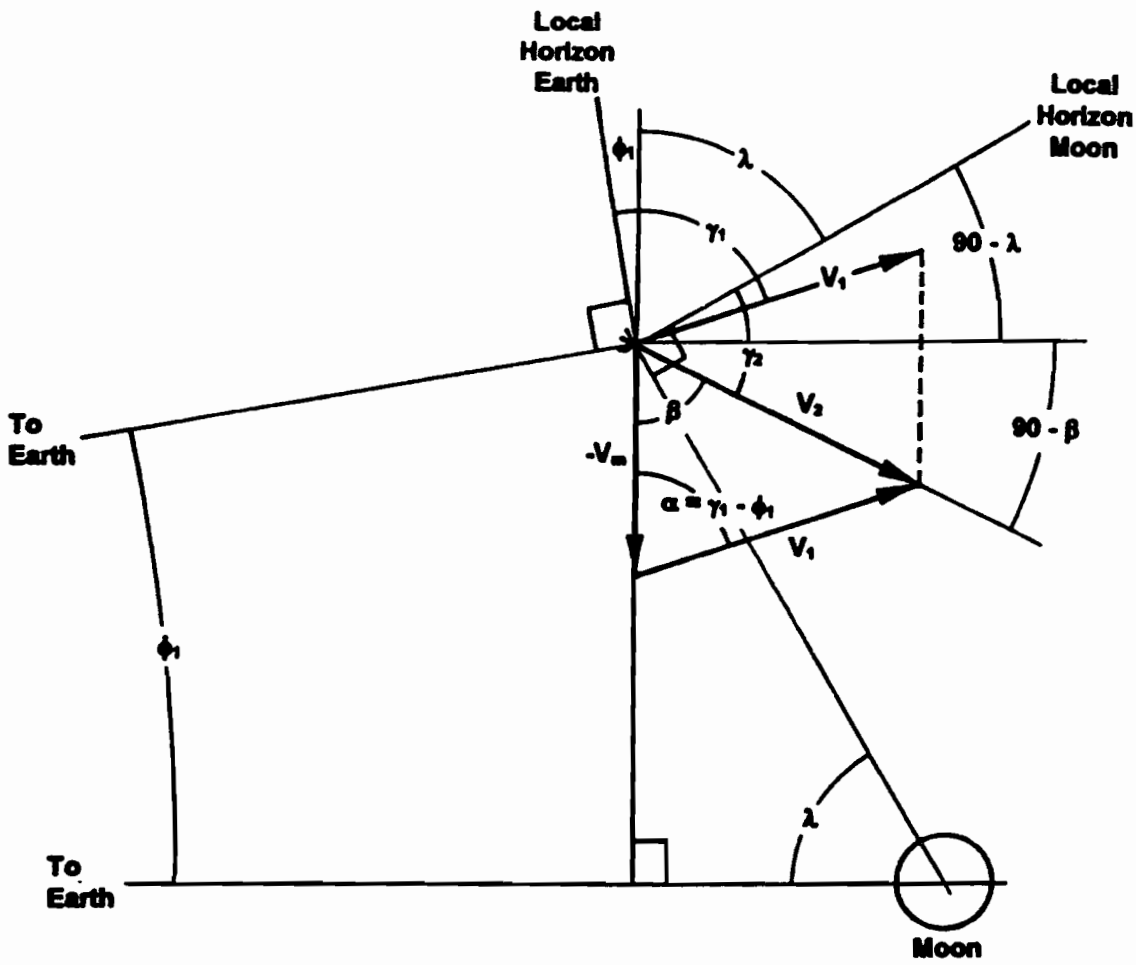 Local
Horizon
Earth
Local
Horizon
Moon
ϕ₁
λ
γ₁
90 - λ
V₁
γ₂
V₂
β
90 - β
To
Earth
-Vₘ
α = γ₁ - ϕ₁
V₁
ϕ₁
λ
To
Earth
Moon